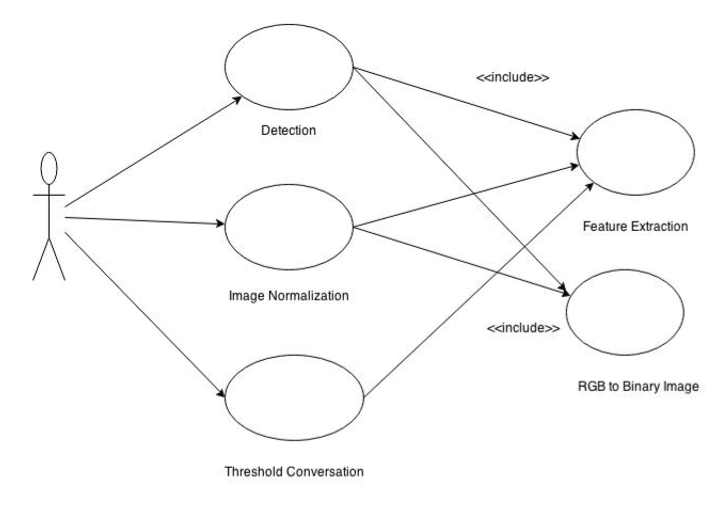 <<include>>
Detection
Feature Extraction
Image Normalization
<<include>>
RGB to Binary Image
Threshold Conversation